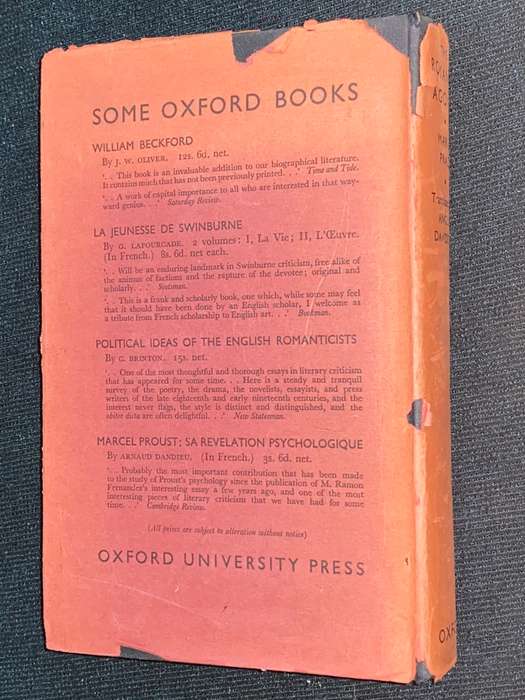 SOME OXFORD BOOKS
WILLIAM BECKFORD
By J. W. OLIVER. 12s. 6d. net.
'. . This book is an invaluable addition to our biographical literature.
It contains much that has not been previously printed. . .' Time and Tide.
'. . A work of capital importance to all who are interested in that way-
ward genius. . .' Saturday Review.
LA JEUNESSE DE SWINBURNE
By G. LAFOURCADE. 2 volumes: I, La Vie; II, L'Œuvre.
(In French.) 8s. 6d. net each.
'. . Will be an enduring landmark in Swinburne criticism, free alike of
the animus of factions and the rapture of the devotee; original and
scholarly. . .' Scotsman.
'. . This is a frank and scholarly book, one which, while some may feel
that it should have been done by an English scholar, I welcome as
a tribute from French scholarship to English art. . .' Bookman.
POLITICAL IDEAS OF THE ENGLISH ROMANTICISTS
By C. BRINTON. 15s. net.
'. . One of the most thoughtful and thorough essays in literary criticism
that has appeared for some time. . . Here is a steady and tranquil
survey of the poetry, the drama, the novelists, essayists, and press
writers of the late eighteenth and early nineteenth centuries, and the
interest never flags, the style is distinct and distinguished, and the
obiter dicta are often delightful. . .' New Statesman.
MARCEL PROUST: SA REVELATION PSYCHOLOGIQUE
By ARNAUD DANDIEU. (In French.) 3s. 6d. net.
'. . Probably the most important contribution that has been made
to the study of Proust's psychology since the publication of M. Ramon
Fernandez's interesting essay a few years ago, and one of the most
interesting pieces of literary criticism that we have had for some
time. . .' Cambridge Review.
(All prices are subject to alteration without notice)
OXFORD UNIVERSITY PRESS